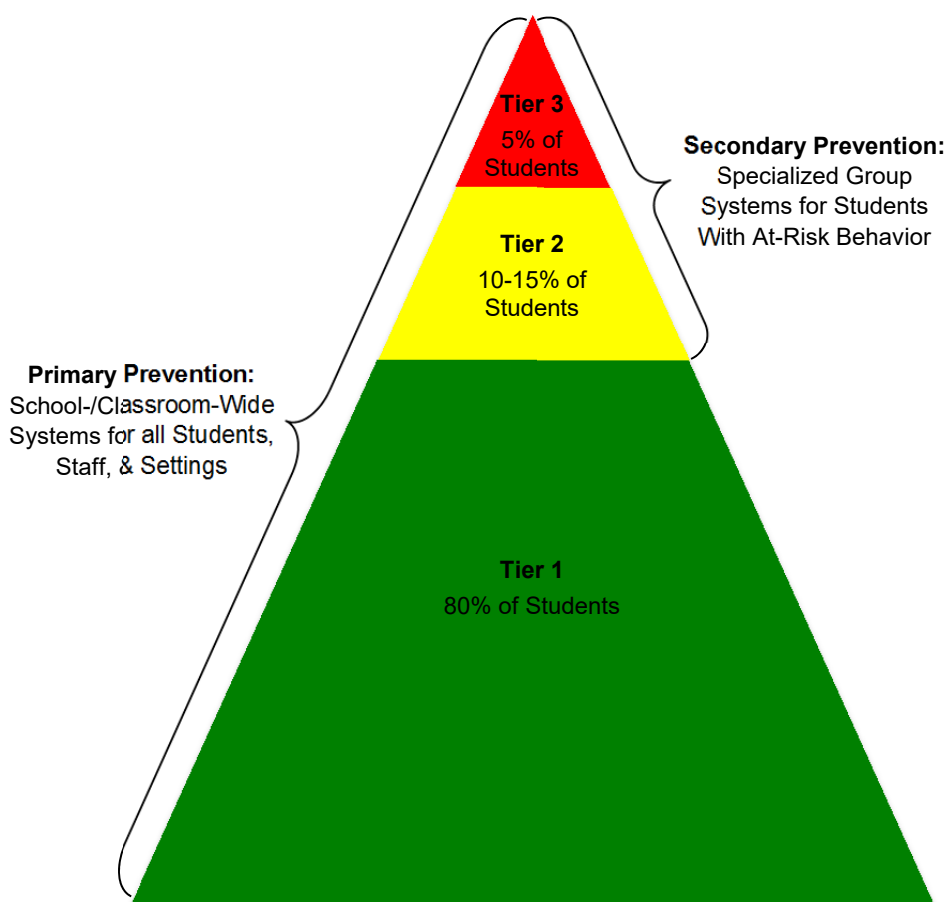 Tier 3
5% of
Students
Secondary Prevention:
Specialized Group
Systems for Students
With At-Risk Behavior
Tier 2
10-15% of
Students
Primary Prevention:
School-/Classroom-Wide
Systems for all Students,
Staff, & Settings
Tier 1
80% of Students